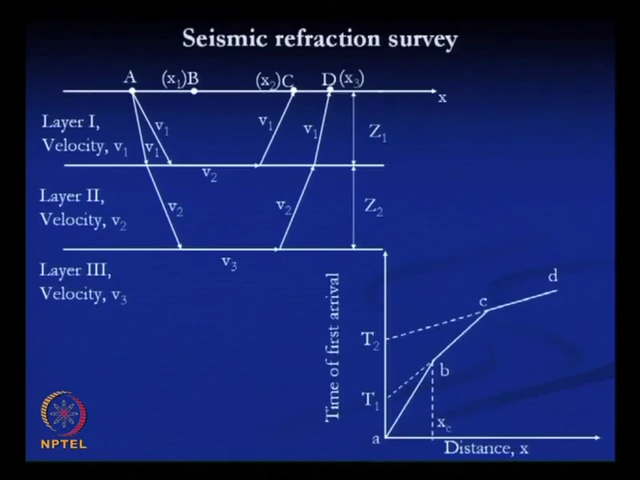 Seismic refraction survey
A (x₁)B (x₂)C D (x₃)
x
Layer I,
Velocity, v₁
v₁
v₁
v₁
v₁
Z₁
v₂
Layer II,
Velocity, v₂
v₂
v₂
Z₂
v₃
Layer III,
Velocity, v₃
Time of first arrival
T₂
T₁
a
b
c
d
x꜀
Distance, x
NPTEL